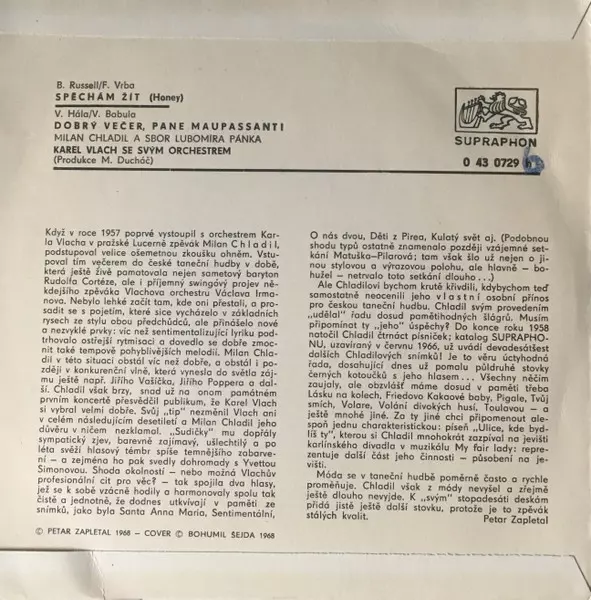 B. Russell/F. Vrba
SPĚCHÁM ŽÍT (Honey)
V. Hála/V. Babula
DOBRÝ VEČER, PANE MAUPASSANTI
MILAN CHLADIL A SBOR LUBOMÍRA PÁNKA
KAREL VLACH SE SVÝM ORCHESTREM
(Produkce M. Ducháč)
SUPRAPHON
0 43 0729 h
Když v roce 1957 poprvé vystoupil s orchestrem Kar-
la Vlacha v pražské Lucerně zpěvák Milan Chladil,
podstupoval velice ošemetnou zkoušku ohněm. Vstu-
poval tím večerem do české taneční hudby v době,
která ještě živě pamatovala nejen sametový baryton
Rudolfa Cortéze, ale i příjemný swingový projev ně-
kdejšího zpěváka Vlachova orchestru Václava Irma-
nova. Nebylo lehké začít tam, kde oni přestali, a pro-
sadit se s pojetím, které sice vycházelo v základních
rysech ze stylu obou předchůdců, ale přinášelo nové
a nezvyklé prvky: víc než sentimentalizující lyriku pod-
trhovalo ostřejší rytmisaci a dovedlo se dobře zmoc-
nit také tempově pohyblivějších melodií. Milan Chla-
dil v této situaci obstál víc než dobře, a obstál i po-
zději v konkurenční vlně, která vynesla do světla záj-
mu ještě např. Jiřího Vašíčka, Jiřího Poppera a dal-
ší. Chladil však brzy, snad už na onom památném
prvním koncertě přesvědčil publikum, že Karel Vlach
si vybral velmi dobře. Svůj „tip" nezměnil Vlach ani
v celém následujícím desetiletí a Milan Chladil jeho
důvěru v ničem nezklamal. „Sudičky" mu dopřály
sympatický zjev, barevně zajímavý, ušlechtilý a po
léta svěží hlasový témbr spíše temnějšího zabarve-
ní — a zejména ho pak svedly dohromady s Yvettou
Simonovou. Shoda okolností — nebo možná Vlachův
profesionální cit pro věc? — tak spojila dva hlasy,
jež se k sobě vzácně hodily a harmonovaly spolu tak
čistě a jednotně, že dodnes utkvívají v paměti ze
snímků, jako byla Santa Anna Maria, Sentimentální,
O nás dvou, Děti z Pirea, Kulatý svět aj. (Podobnou
shodu typů ostatně znamenalo později vzájemné set-
kání Matuška-Pilarová; tam však šlo už nejen o ji-
nou stylovou a výrazovou polohu, ale hlavně — bo-
hužel — netrvalo toto setkání dlouho...)
Ale Chladilovi bychom krutě křivdili, kdybychom teď
samostatně neocenili jeho vlastní osobní přínos
pro českou taneční hudbu. Chladil svým provedením
„udělal" řadu dosud pamětihodných šlágrů. Musím
připomínat ty „jeho" úspěchy? Do konce roku 1958
natočil Chladil čtrnáct písniček; katalog SUPRAPHO-
NU, uzavíraný v červnu 1966, už uvádí devadesátšest
dalších Chladilových snímků! Je to věru úctyhodná
řada, dosahující dnes už pomalu půldruhé stovky
černých kotoučků s jeho hlasem... Všechny něčím
zaujaly, ale obzvlášť máme dosud v paměti třeba
Lásku na kolech, Friedovo Kakaové baby, Pigale, Tvůj
smích, Volare, Volání divokých husí, Toulavou — a
ještě mnohé jiné. Za ty jiné chci připomenout ale-
spoň jednu charakteristickou: píseň „Ulice, kde byd-
líš ty", kterou si Chladil mnohokrát zazpíval na jevišti
karlínského divadla v muzikálu My fair lady: repre-
zentuje další část jeho činnosti — působení na je-
višti.
Móda se v taneční hudbě poměrně často a rychle
proměňuje. Chladil však z módy nevyšel a zřejmě
ještě dlouho nevyjde. K „svým" stopadesáti deskám
přidá jistě ještě další stovku, protože je to zpěvák
stálých kvalit. Petar Zapletal
© PETAR ZAPLETAL 1968 — COVER © BOHUMIL ŠEJDA 1968